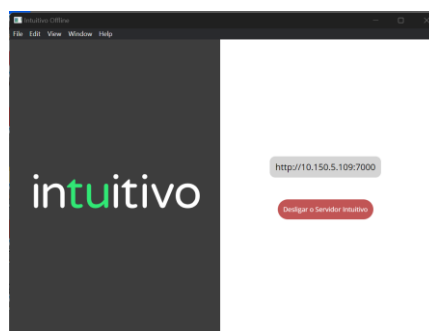 Intuitivo Offline
File Edit View Window Help
intuitivo
http://10.150.5.109:7000
Desligar o Servidor Intuitivo